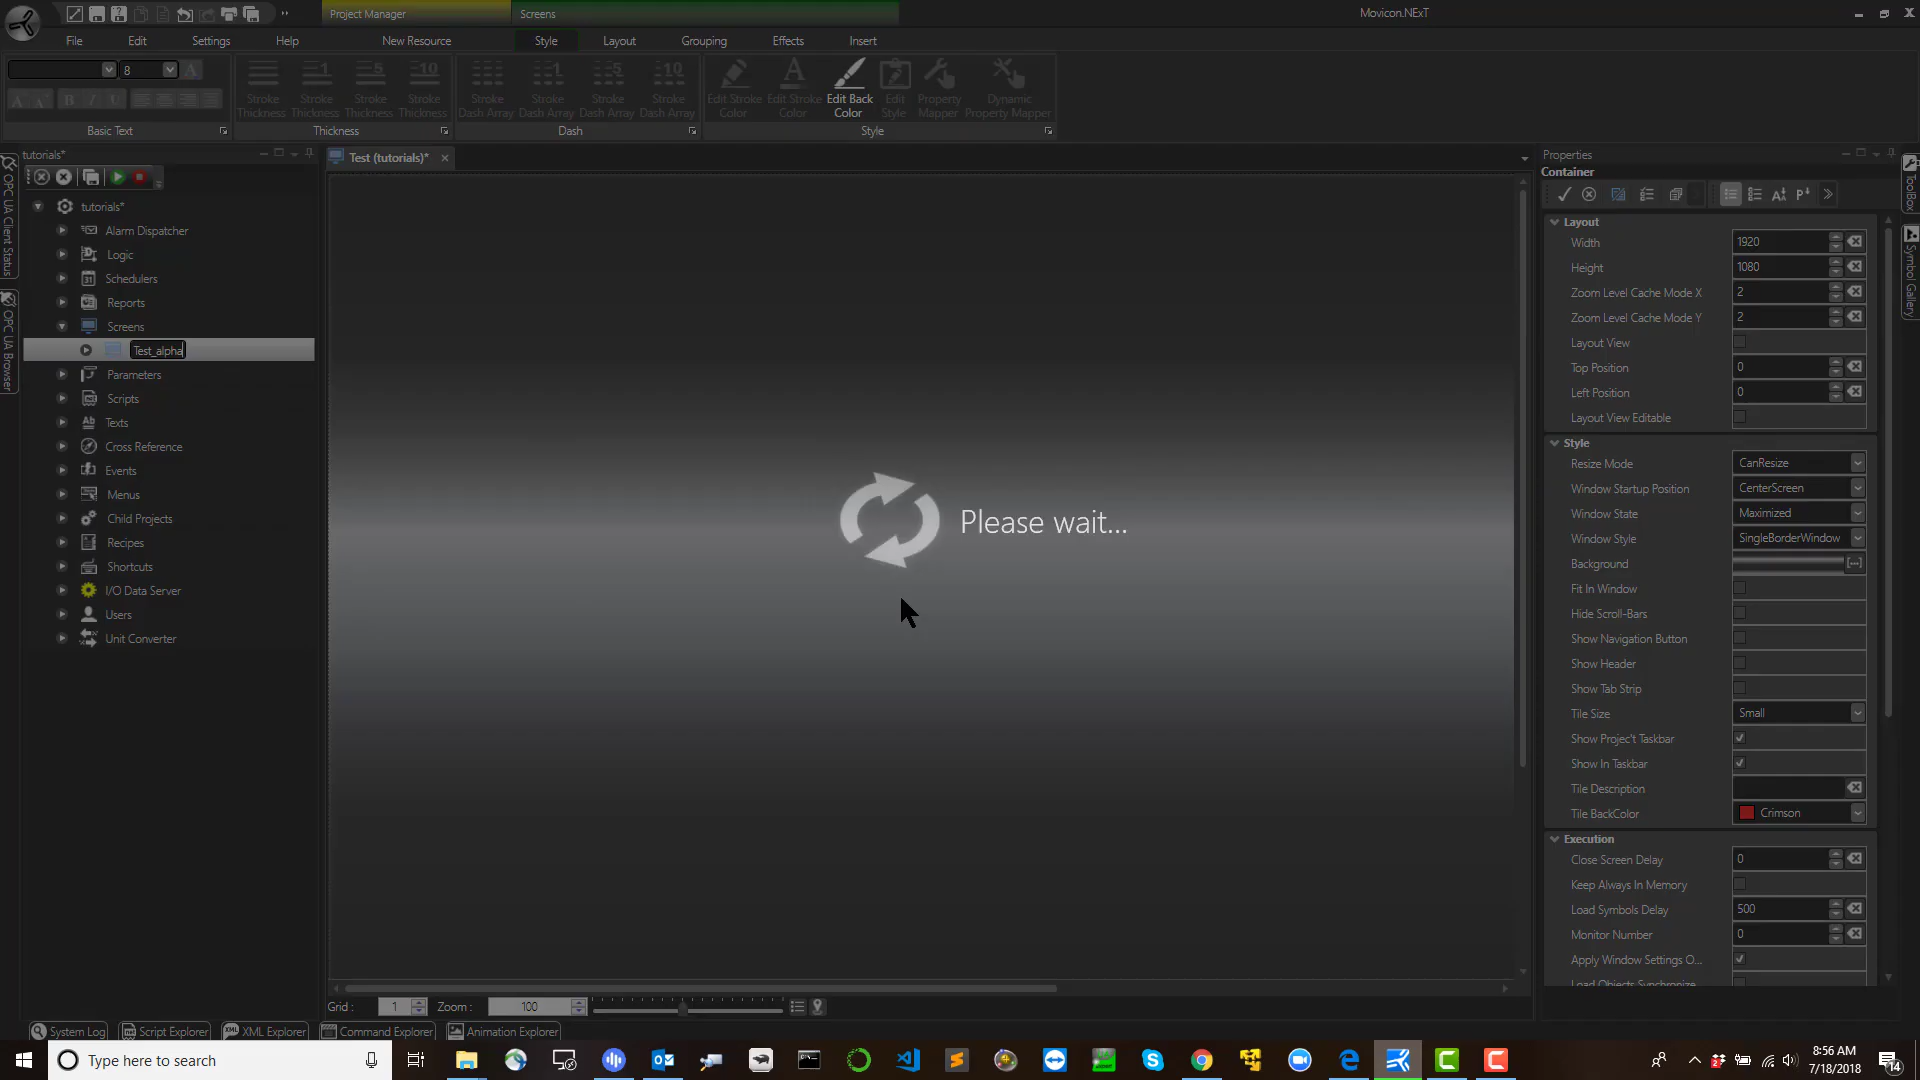 Project Manager
Screens
Movicon.NExT
File
Edit
Settings
Help
New Resource
Style
Layout
Grouping
Effects
Insert
8
Stroke Thickness
Stroke Thickness
Stroke Thickness
Stroke Thickness
Stroke Dash Array
Stroke Dash Array
Stroke Dash Array
Stroke Dash Array
Edit Stroke Color
Edit Stroke Color
Edit Back Color
Edit Style
Property Mapper
Dynamic Property Mapper
Basic Text
Thickness
Dash
Style
OPC UA Client Status
OPC UA Browser
tutorials*
tutorials*
Alarm Dispatcher
Logic
Schedulers
Reports
Screens
Test_alpha
Parameters
Scripts
Texts
Cross Reference
Events
Menus
Child Projects
Recipes
Shortcuts
I/O Data Server
Users
Unit Converter
Test (tutorials)*
Please wait...
Grid :
1
Zoom :
100
System Log
Script Explorer
XML Explorer
Command Explorer
Animation Explorer
Properties
Container
Layout
Width 1920
Height 1080
Zoom Level Cache Mode X 2
Zoom Level Cache Mode Y 2
Layout View
Top Position 0
Left Position 0
Layout View Editable
Style
Resize Mode CanResize
Window Startup Position CenterScreen
Window State Maximized
Window Style SingleBorderWindow
Background
Fit In Window
Hide Scroll-Bars
Show Navigation Button
Show Header
Show Tab Strip
Tile Size Small
Show Projec't Taskbar
Show In Taskbar
Tile Description
Tile BackColor Crimson
Execution
Close Screen Delay 0
Keep Always In Memory
Load Symbols Delay 500
Monitor Number 0
Apply Window Settings O...
Load Objects Synchronize
ToolBox
Symbol Gallery
Type here to search
8:56 AM
7/18/2018
14